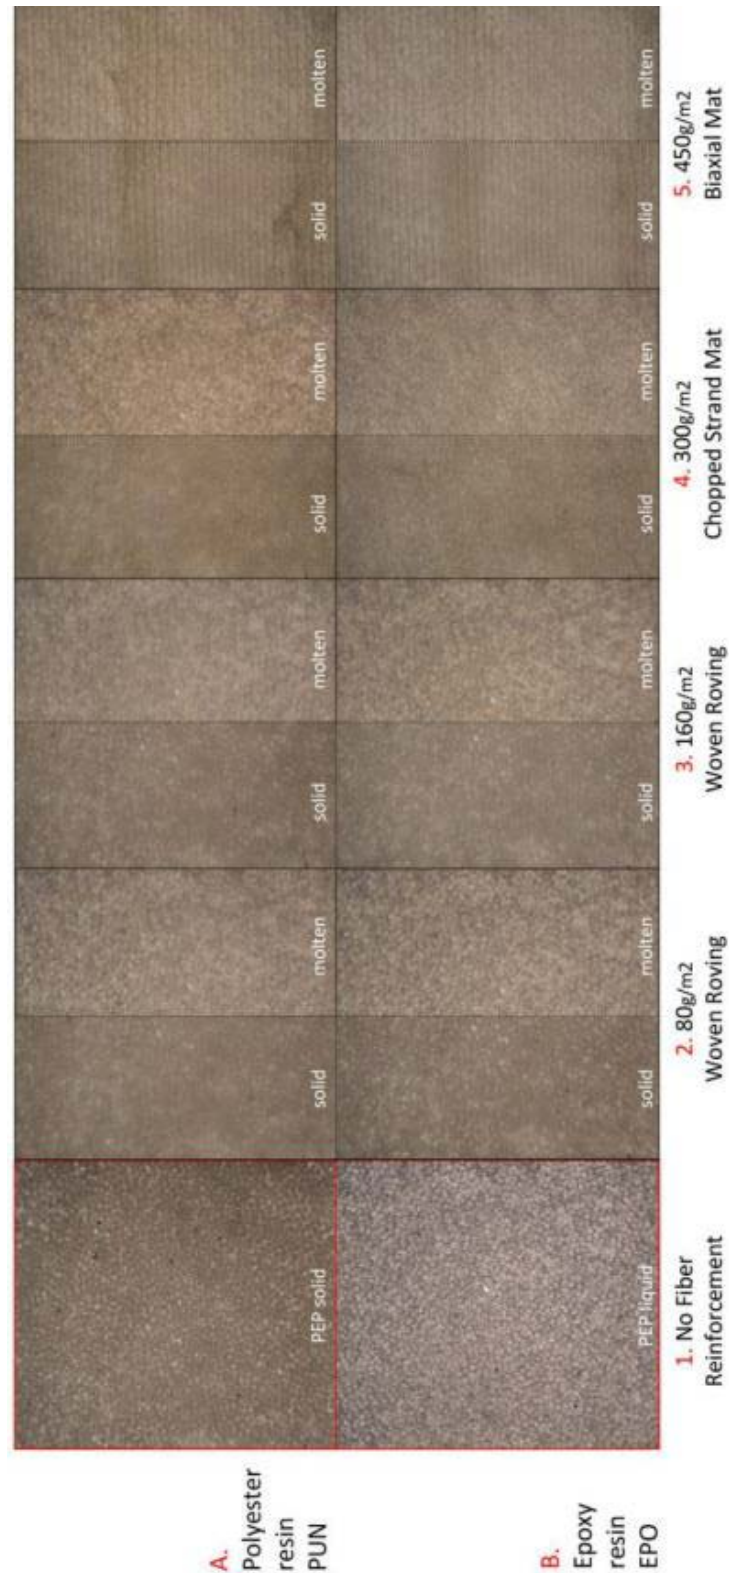 A.
Polyester
resin
PUN
PEP solid
solid
molten
solid
molten
solid
molten
solid
molten
B.
Epoxy
resin
EPO
PEP liquid
solid
molten
solid
molten
solid
molten
solid
molten
1. No Fiber
Reinforcement
2. 80g/m2
Woven Roving
3. 160g/m2
Woven Roving
4. 300g/m2
Chopped Strand Mat
5. 450g/m2
Biaxial Mat